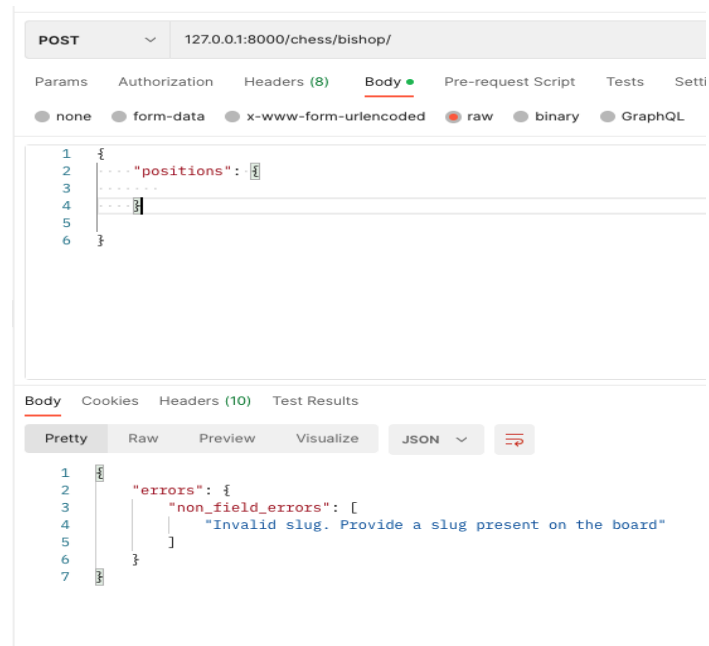 POST 127.0.0.1:8000/chess/bishop/
Params Authorization Headers (8) Body Pre-request Script Tests Setti
none form-data x-www-form-urlencoded raw binary GraphQL
1 {
2 "positions": {
3
4 }
5
6 }
Body Cookies Headers (10) Test Results
Pretty Raw Preview Visualize JSON
1 {
2 "errors": {
3 "non_field_errors": [
4 "Invalid slug. Provide a slug present on the board"
5 ]
6 }
7 }